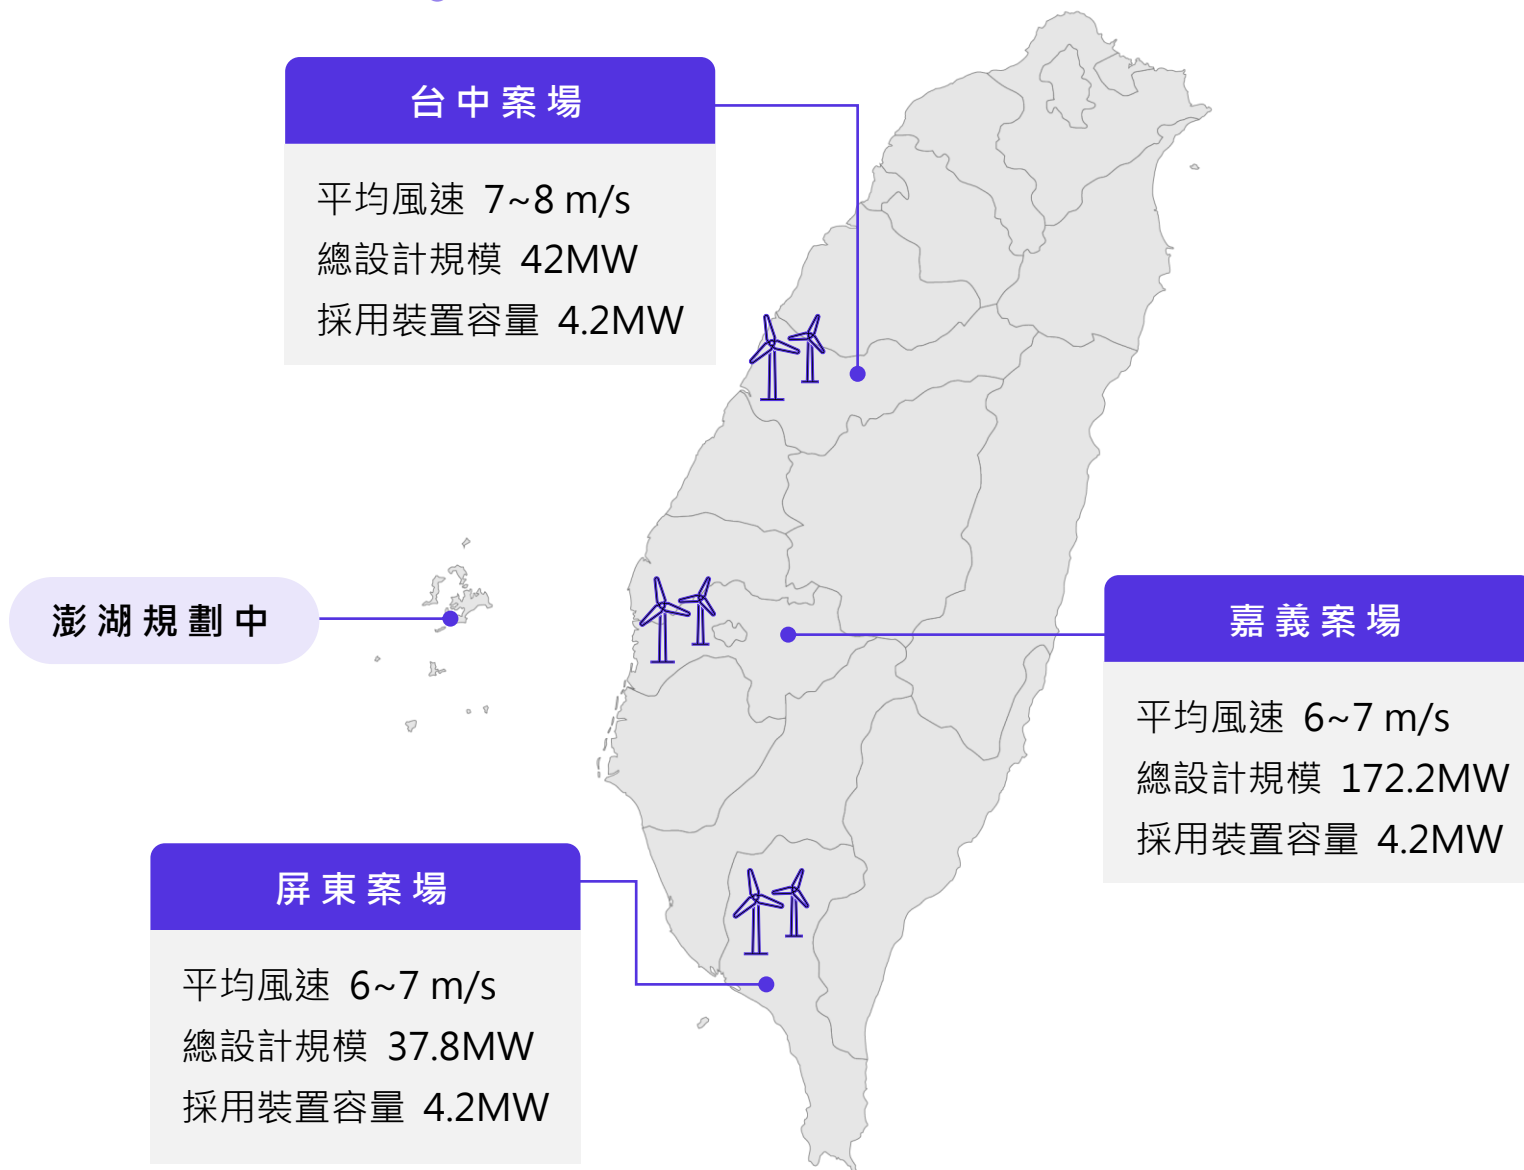 台中案場
平均風速 7~8 m/s
總設計規模 42MW
採用裝置容量 4.2MW
澎湖規劃中
嘉義案場
平均風速 6~7 m/s
總設計規模 172.2MW
採用裝置容量 4.2MW
屏東案場
平均風速 6~7 m/s
總設計規模 37.8MW
採用裝置容量 4.2MW